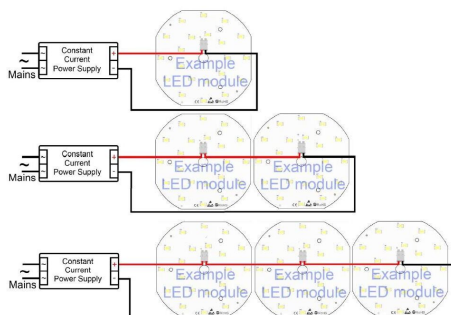 Constant
Current
Power Supply
~
~
+
-
~
Mains
Example
LED module
Constant
Current
Power Supply
~
~
+
-
~
Mains
Example
LED module
Example
LED module
Constant
Current
Power Supply
~
~
+
-
~
Mains
Example
LED module
Example
LED module
Example
LED module